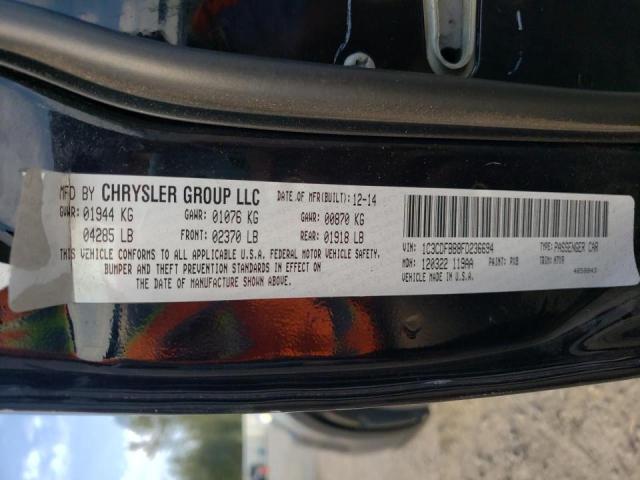 MFD BY CHRYSLER GROUP LLC DATE OF MFR(BUILT): 12-14
GVWR: 01944 KG GAWR: 01076 KG GAWR: 00870 KG
04285 LB FRONT: 02370 LB REAR: 01918 LB
THIS VEHICLE CONFORMS TO ALL APPLICABLE U.S.A. FEDERAL MOTOR VEHICLE SAFETY,
BUMPER AND THEFT PREVENTION STANDARDS IN EFFECT ON
THE DATE OF MANUFACTURE SHOWN ABOVE.
VIN: 1C3CDFBB8FD236694 TYPE: PASSENGER CAR
MDH: 120322 119AA PAINT: PXB TRIM:
VEHICLE MADE IN U.S.A.